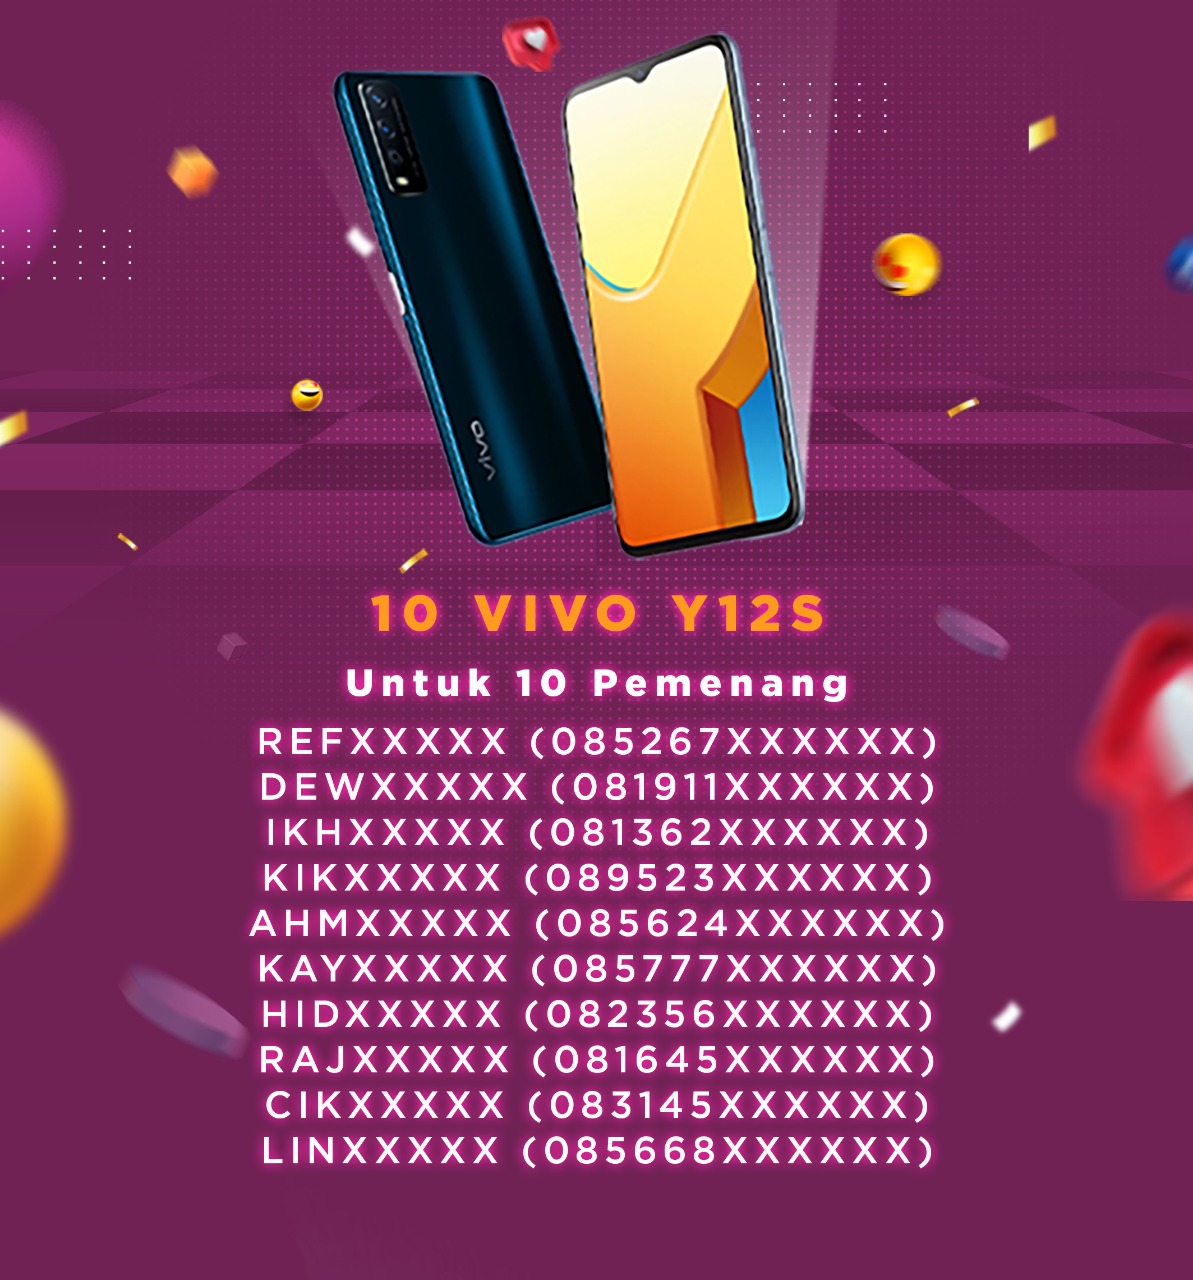 vivo
10 VIVO Y12S
Untuk 10 Pemenang
REFXXXXX (085267XXXXXX)
DEWXXXXX (081911XXXXXX)
IKHXXXXX (081362XXXXXX)
KIKXXXXX (089523XXXXXX)
AHMXXXXX (085624XXXXXX)
KAYXXXXX (085777XXXXXX)
HIDXXXXX (082356XXXXXX)
RAJXXXXX (081645XXXXXX)
CIKXXXXX (083145XXXXXX)
LINXXXXX (085668XXXXXX)